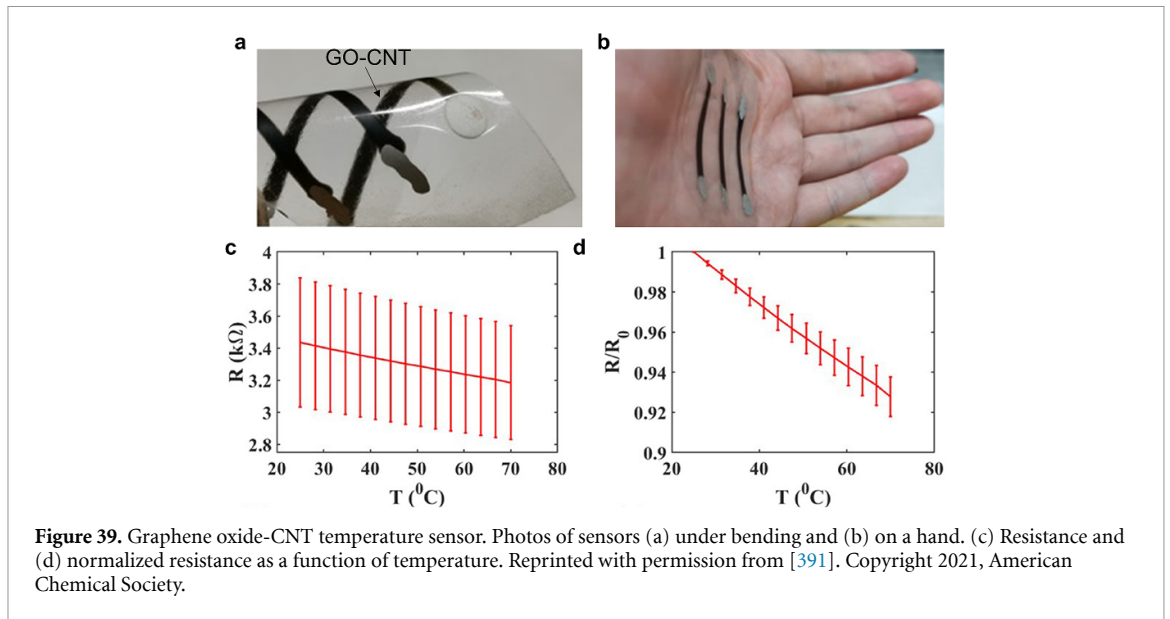 a
b
GO-CNT
c
d
4
3.8
3.6
3.4
3.2
3
2.8
R (kΩ)
20 30 40 50 60 70 80
T (⁰C)
1
0.98
0.96
0.94
0.92
0.9
R/R₀
20 40 60 80
T (⁰C)
Figure 39. Graphene oxide-CNT temperature sensor. Photos of sensors (a) under bending and (b) on a hand. (c) Resistance and
(d) normalized resistance as a function of temperature. Reprinted with permission from [391]. Copyright 2021, American
Chemical Society.